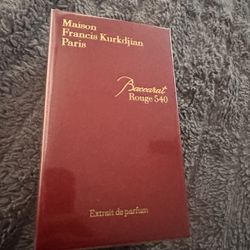 Maison
Francis Kurkdjian
Paris
Baccarat
Rouge 540
Extrait de parfum